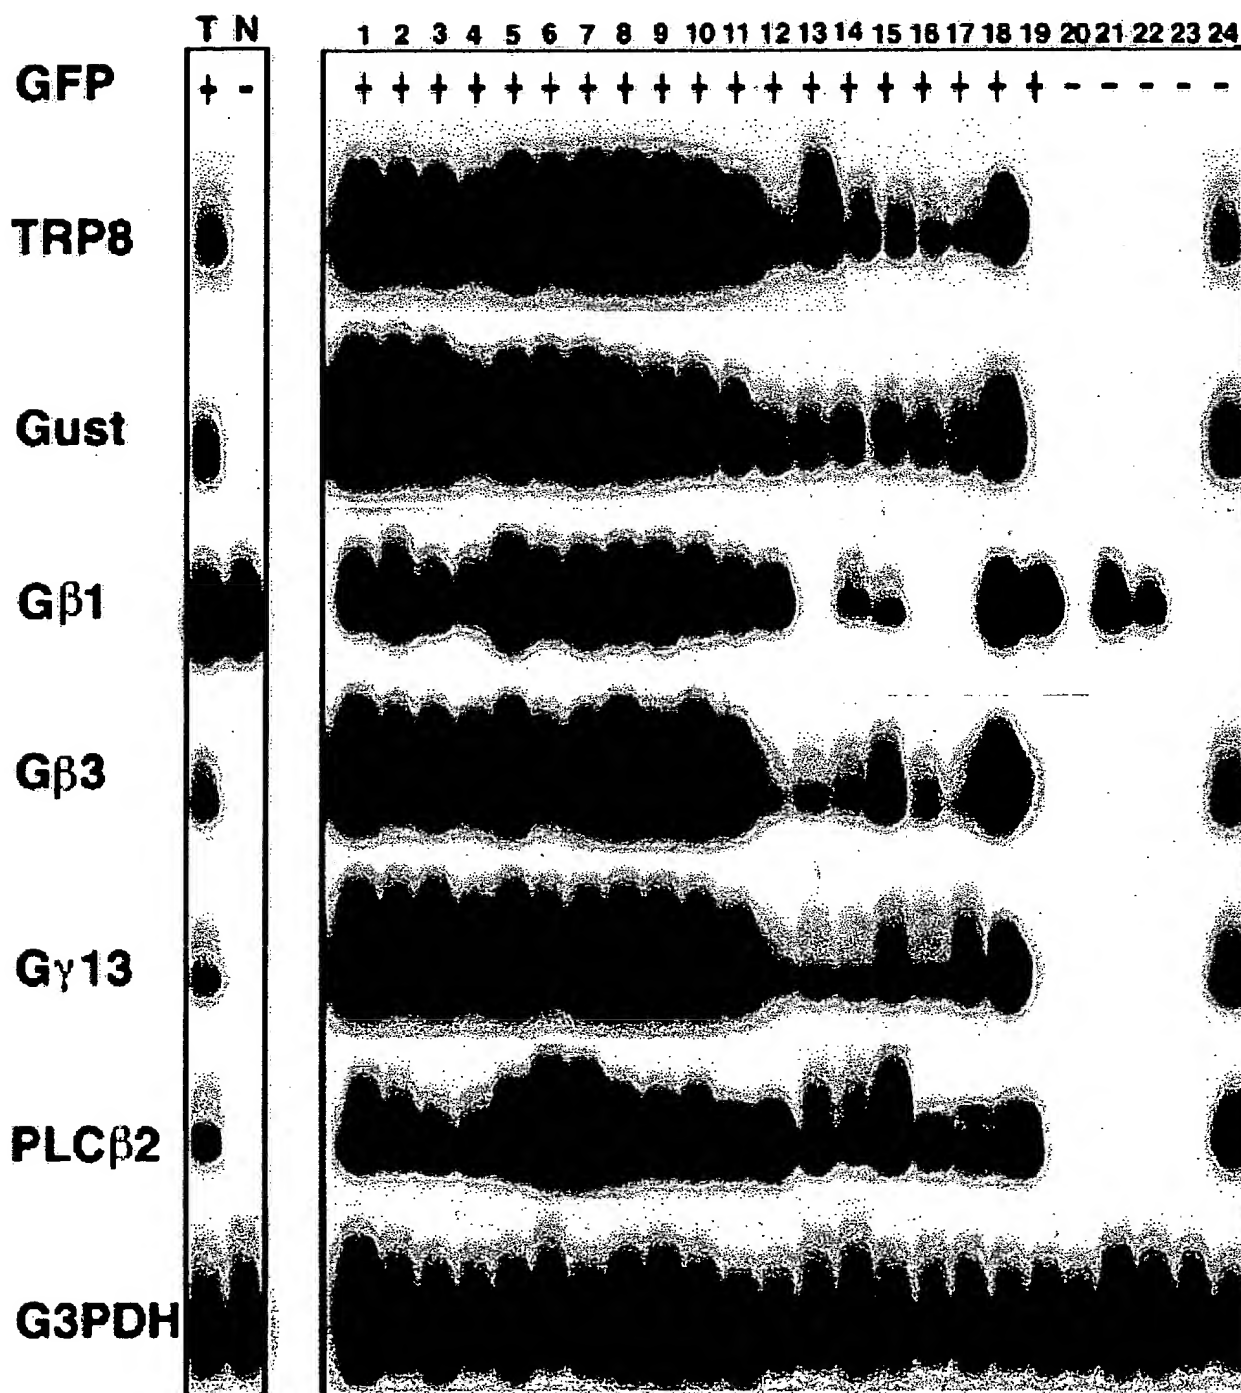 T N 1 2 3 4 5 6 7 8 9 10 11 12 13 14 15 16 17 18 19 20 21 22 23 24
GFP + - + + + + + + + + + + + + + + + + + + + - - - - -
TRP8
Gust
Gβ1
Gβ3
Gγ13
PLCβ2
G3PDH